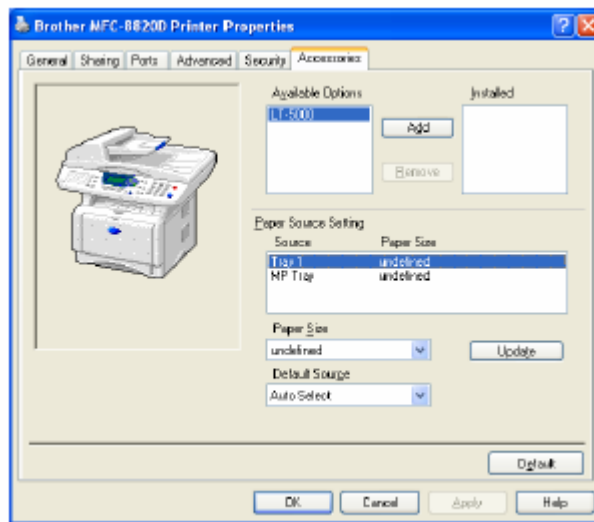 Brother MFC-8820D Printer Properties
General Sharing Ports Advanced Security Accessories
Available Options Installed
LT-5000
Add
Remove
Paper Source Setting
Source Paper Size
Tray 1 undefined
MP Tray undefined
Paper Size
undefined Update
Default Source
Auto Select
Default
OK Cancel Apply Help